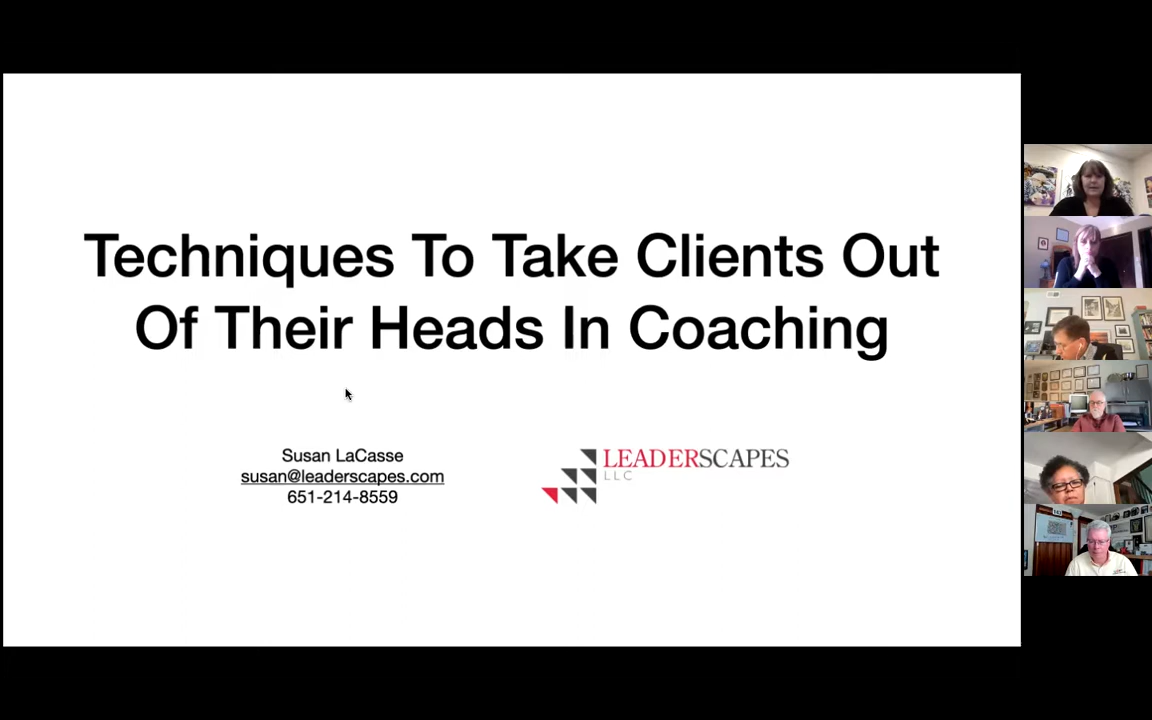 Techniques To Take Clients Out
Of Their Heads In Coaching
Susan LaCasse
susan@leaderscapes.com
651-214-8559
LEADERSCAPES
LLC